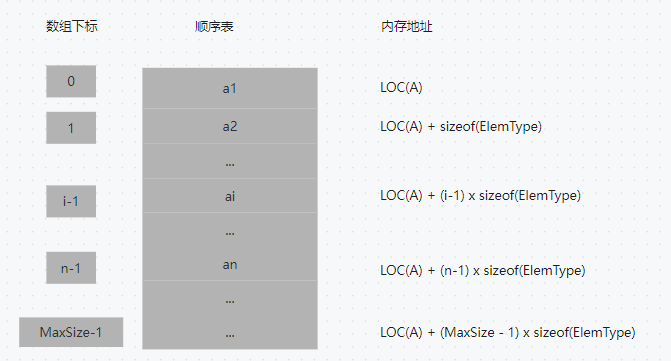 数组下标 顺序表 内存地址
0 a1 LOC(A)
1 a2 LOC(A) + sizeof(ElemType)
...
i-1 ai LOC(A) + (i-1) x sizeof(ElemType)
...
n-1 an LOC(A) + (n-1) x sizeof(ElemType)
...
MaxSize-1 ... LOC(A) + (MaxSize - 1) x sizeof(ElemType)